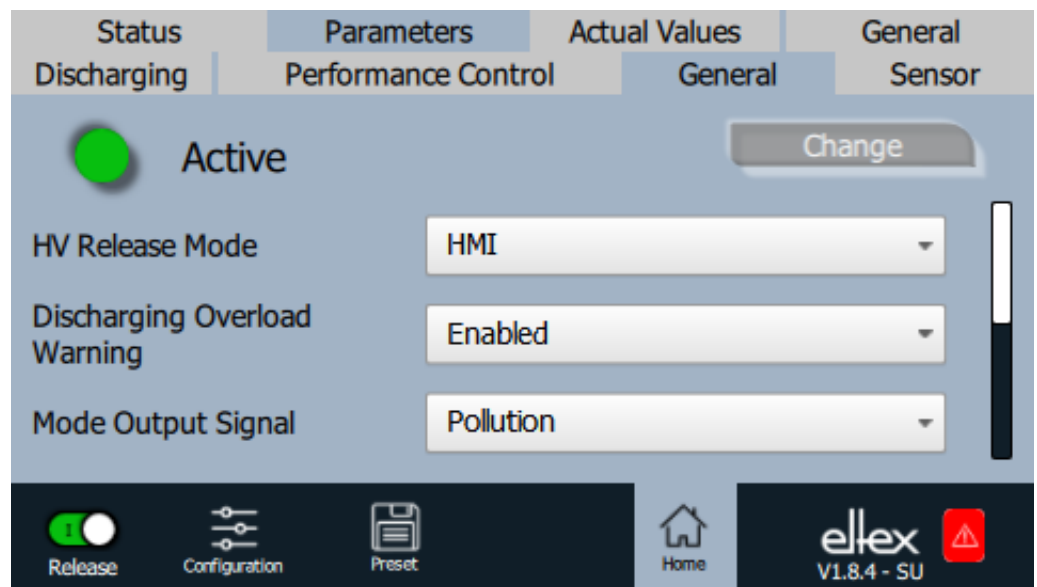 Status Parameters Actual Values General
Discharging Performance Control General Sensor
Active Change
HV Release Mode HMI
Discharging Overload
Warning
Enabled
Mode Output Signal Pollution
I
Release Configuration Preset Home
eltex
V1.8.4 - SU